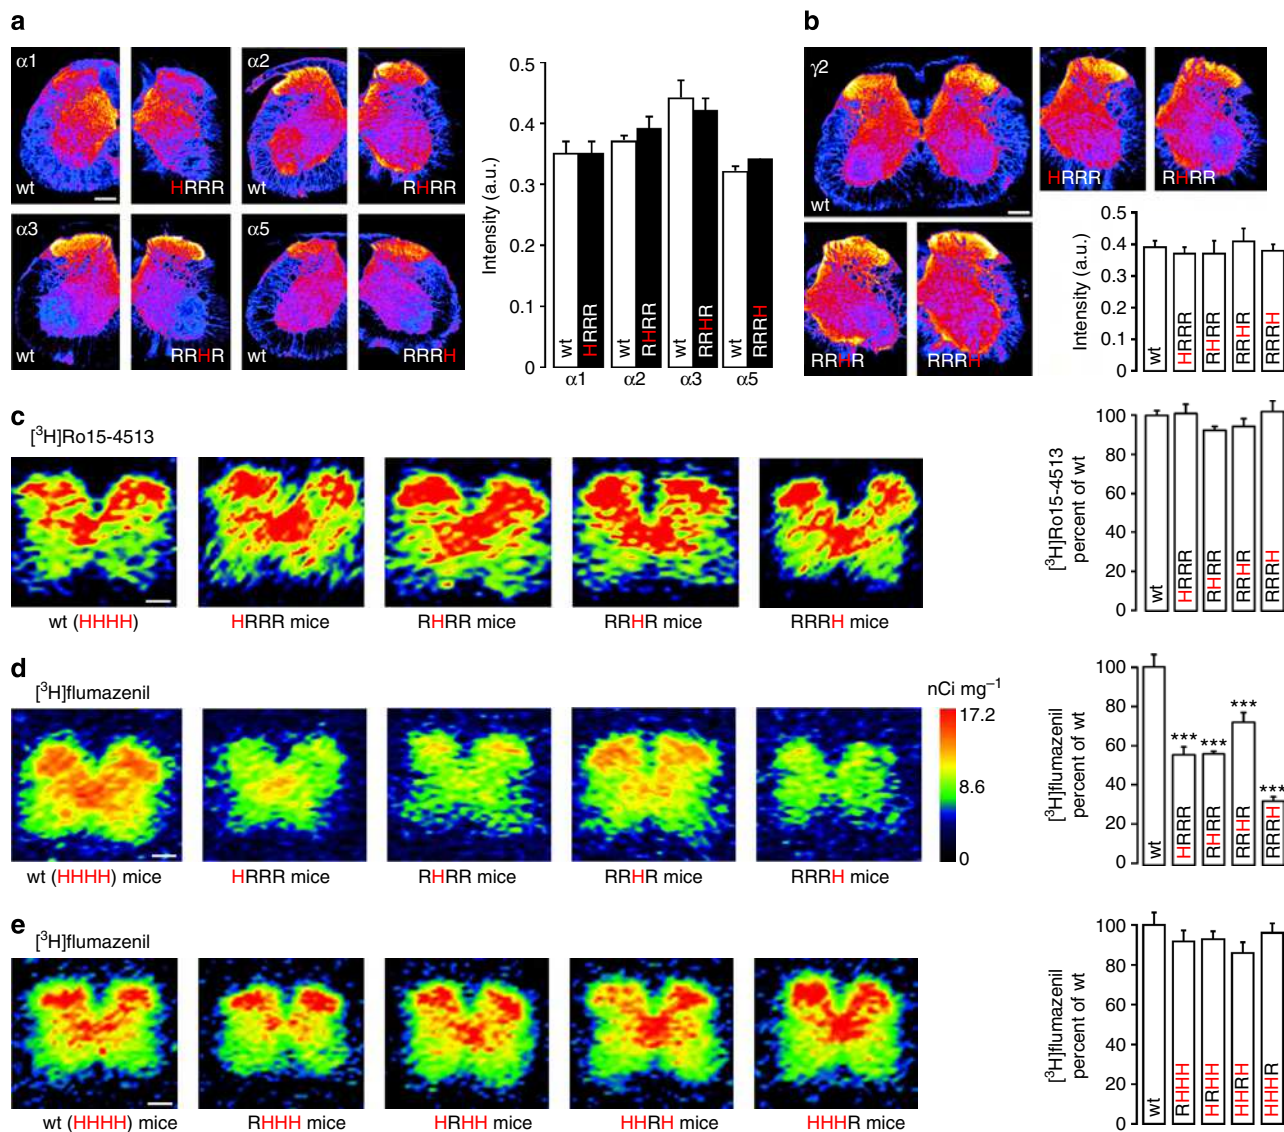 a
α1
wt
HRRR
α2
wt
RHRR
α3
wt
RRHR
α5
wt
RRRH
Intensity (a.u.)
0.5
0.4
0.3
0.2
0.1
0
wt
HRRR
wt
RHRR
wt
RRHR
wt
RRRH
α1
α2
α3
α5
b
γ2
wt
HRRR
RHRR
RRHR
RRRH
Intensity (a.u.)
0.5
0.4
0.3
0.2
0.1
0
wt
HRRR
RHRR
RRHR
RRRH
c
[³H]Ro15-4513
wt (HHHH)
HRRR mice
RHRR mice
RRHR mice
RRRH mice
[³H]Ro15-4513
percent of wt
100
80
60
40
20
0
wt
HRRR
RHRR
RRHR
RRRH
d
[³H]flumazenil
wt (HHHH) mice
HRRR mice
RHRR mice
RRHR mice
RRRH mice
nCi mg⁻¹
17.2
8.6
0
[³H]flumazenil
percent of wt
100
80
60
40
20
0
***
***
***
***
wt
HRRR
RHRR
RRHR
RRRH
e
[³H]flumazenil
wt (HHHH) mice
RHHH mice
HRHH mice
HHRH mice
HHHR mice
[³H]flumazenil
percent of wt
100
80
60
40
20
0
wt
RHHH
HRHH
HHRH
HHHR